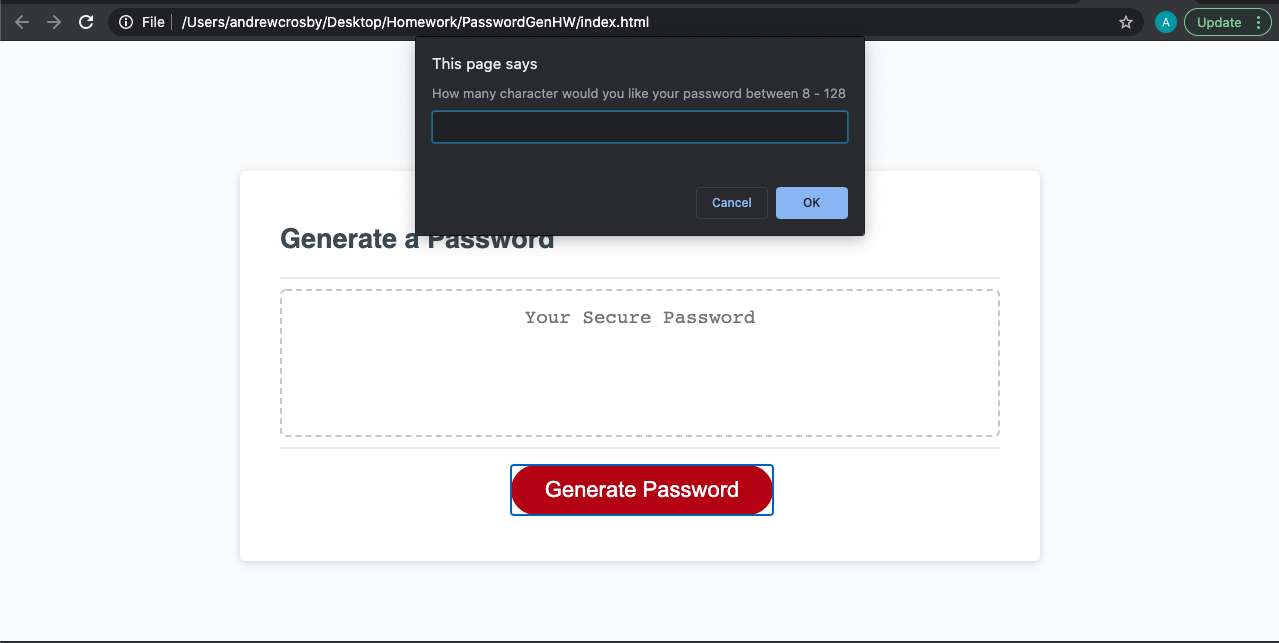 File /Users/andrewcrosby/Desktop/Homework/PasswordGenHW/index.html A Update
This page says
How many character would you like your password between 8 - 128
Cancel OK
Generate a Password
Your Secure Password
Generate Password